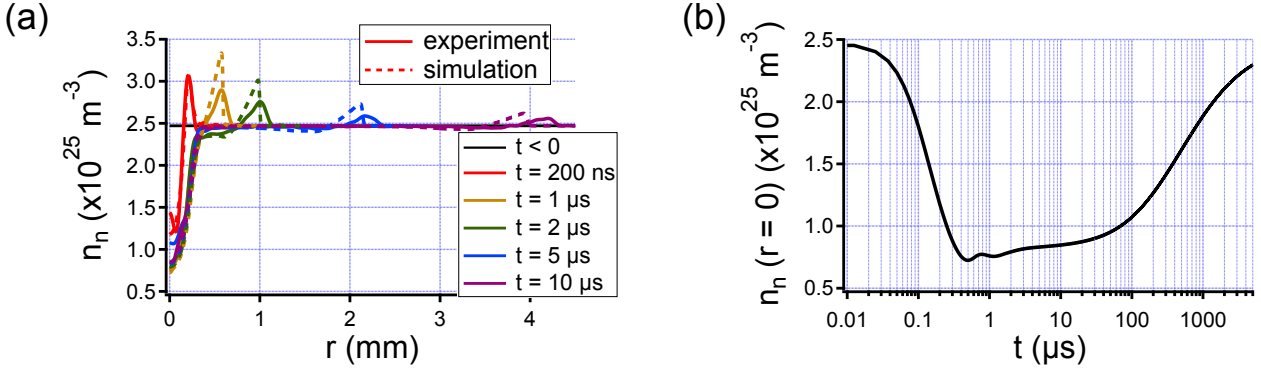 (a)
n_n (x10^25 m^-3)
3.5
3.0
2.5
2.0
1.5
1.0
0.5
0
1
2
3
4
r (mm)
experiment
simulation
t < 0
t = 200 ns
t = 1 µs
t = 2 µs
t = 5 µs
t = 10 µs
(b)
n_n (r = 0) (x10^25 m^-3)
2.5
2.0
1.5
1.0
0.5
0.01
0.1
1
10
100
1000
t (µs)